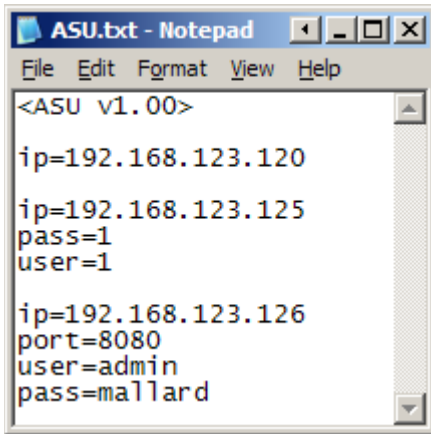 ASU.txt - Notepad
File Edit Format View Help
<ASU v1.00>
ip=192.168.123.120
ip=192.168.123.125
pass=1
user=1
ip=192.168.123.126
port=8080
user=admin
pass=mallard